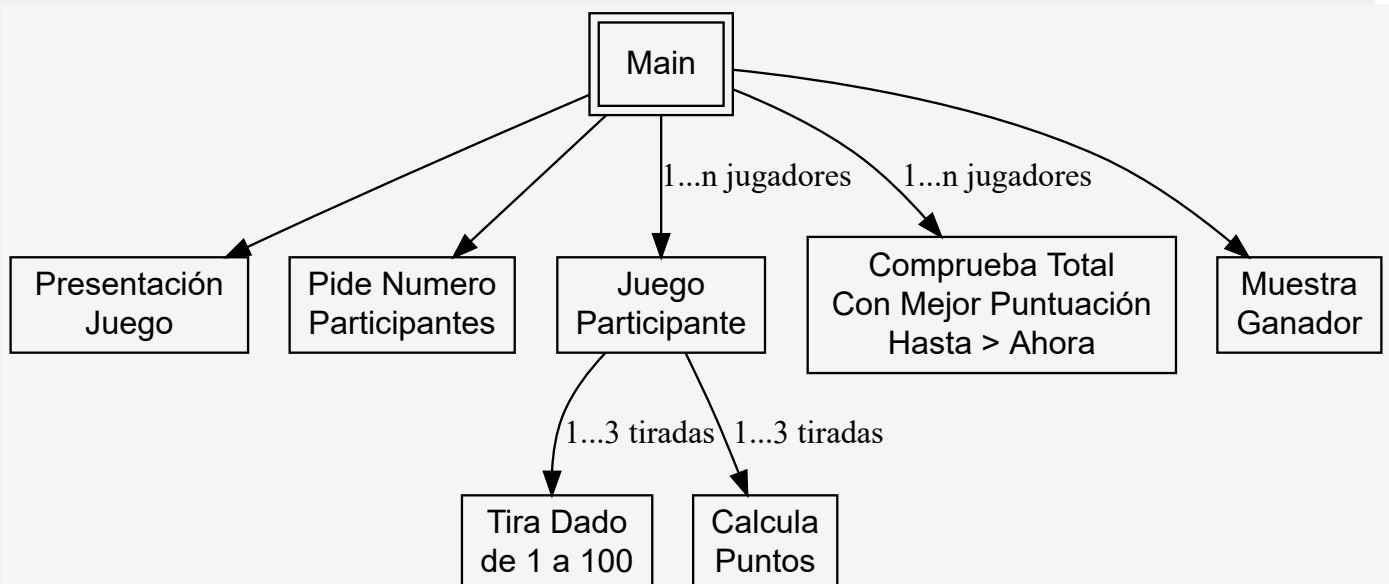 Main
1...n jugadores
1...n jugadores
Presentación
Juego
Pide Numero
Participantes
Juego
Participante
Comprueba Total
Con Mejor Puntuación
Hasta > Ahora
Muestra
Ganador
1...3 tiradas
1...3 tiradas
Tira Dado
de 1 a 100
Calcula
Puntos